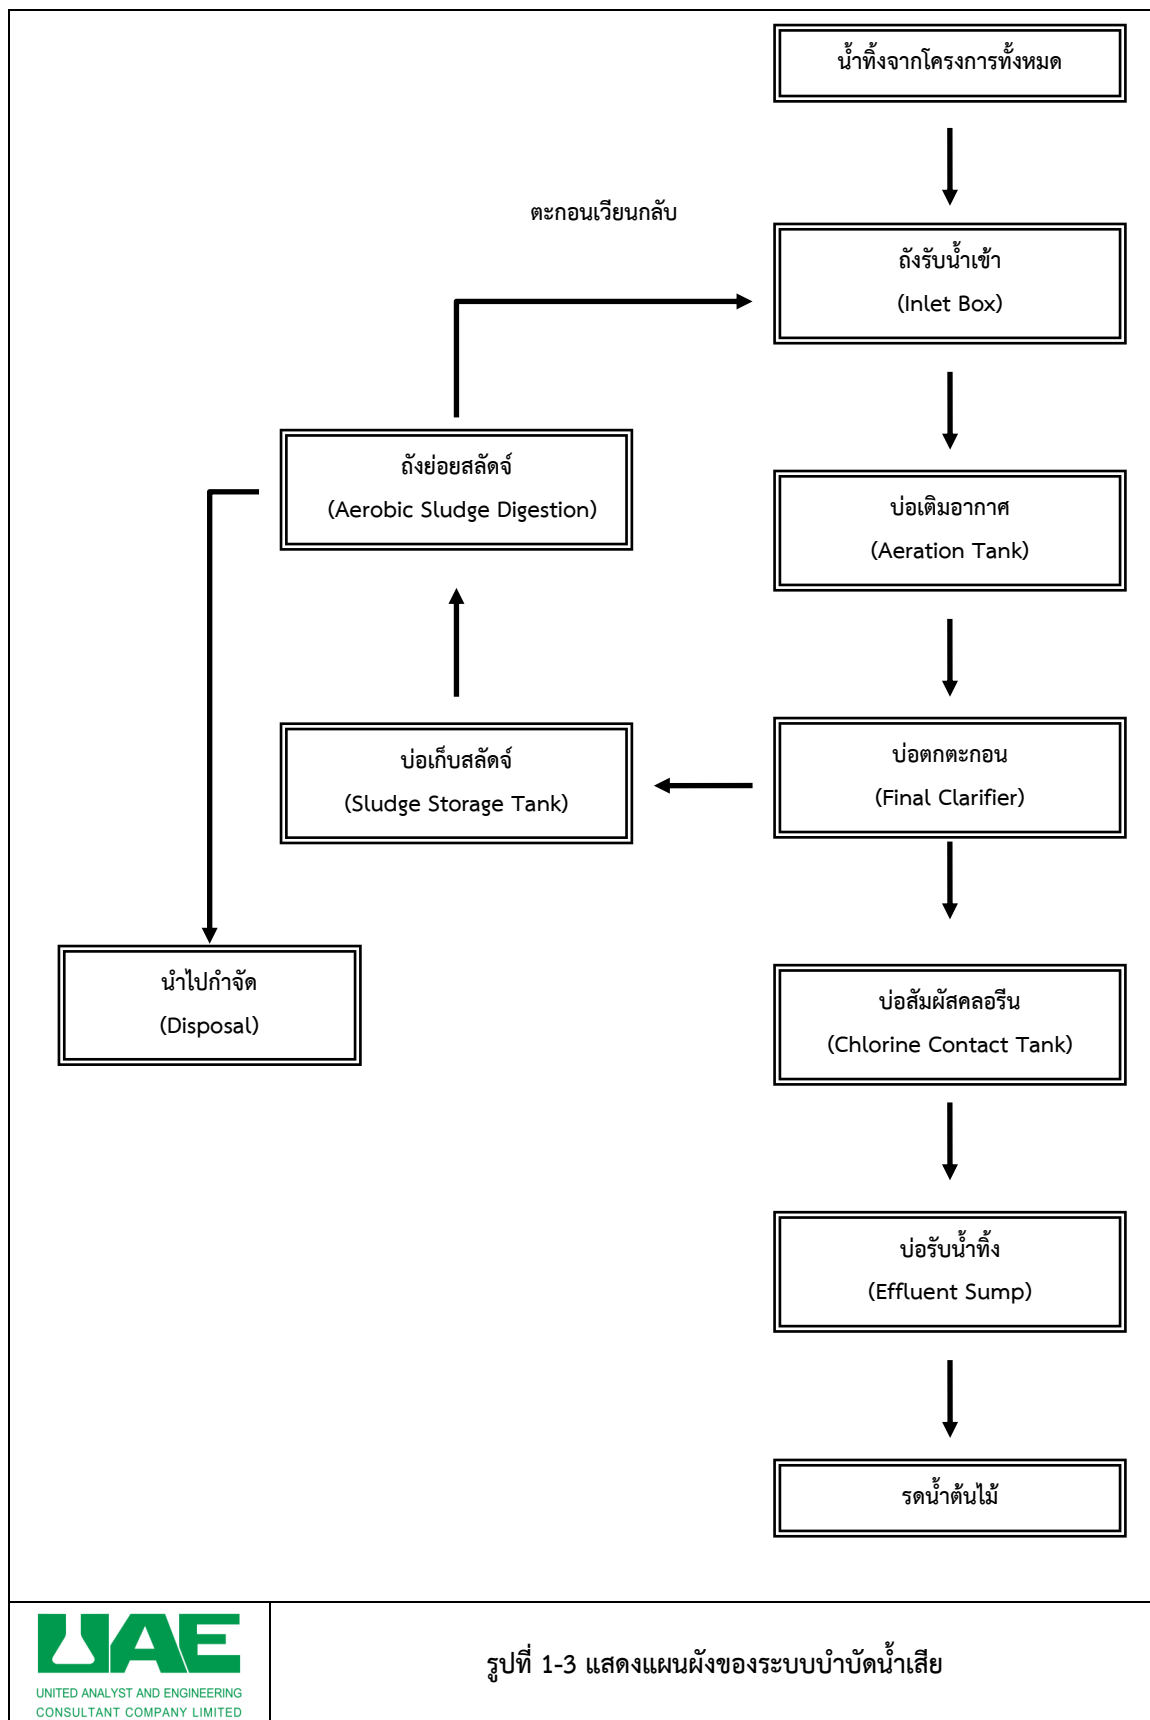 น้ำทิ้งจากโครงการทั้งหมด
ตะกอนเวียนกลับ
ถังรับน้ำเข้า
(Inlet Box)
ถังย่อยสลัดจ์
(Aerobic Sludge Digestion)
บ่อเติมอากาศ
(Aeration Tank)
บ่อเก็บสลัดจ์
(Sludge Storage Tank)
บ่อตกตะกอน
(Final Clarifier)
นำไปกำจัด
(Disposal)
บ่อสัมผัสคลอรีน
(Chlorine Contact Tank)
บ่อรับน้ำทิ้ง
(Effluent Sump)
รดน้ำต้นไม้
UAE
UNITED ANALYST AND ENGINEERING
CONSULTANT COMPANY LIMITED
รูปที่ 1-3 แสดงแผนผังของระบบบำบัดน้ำเสีย